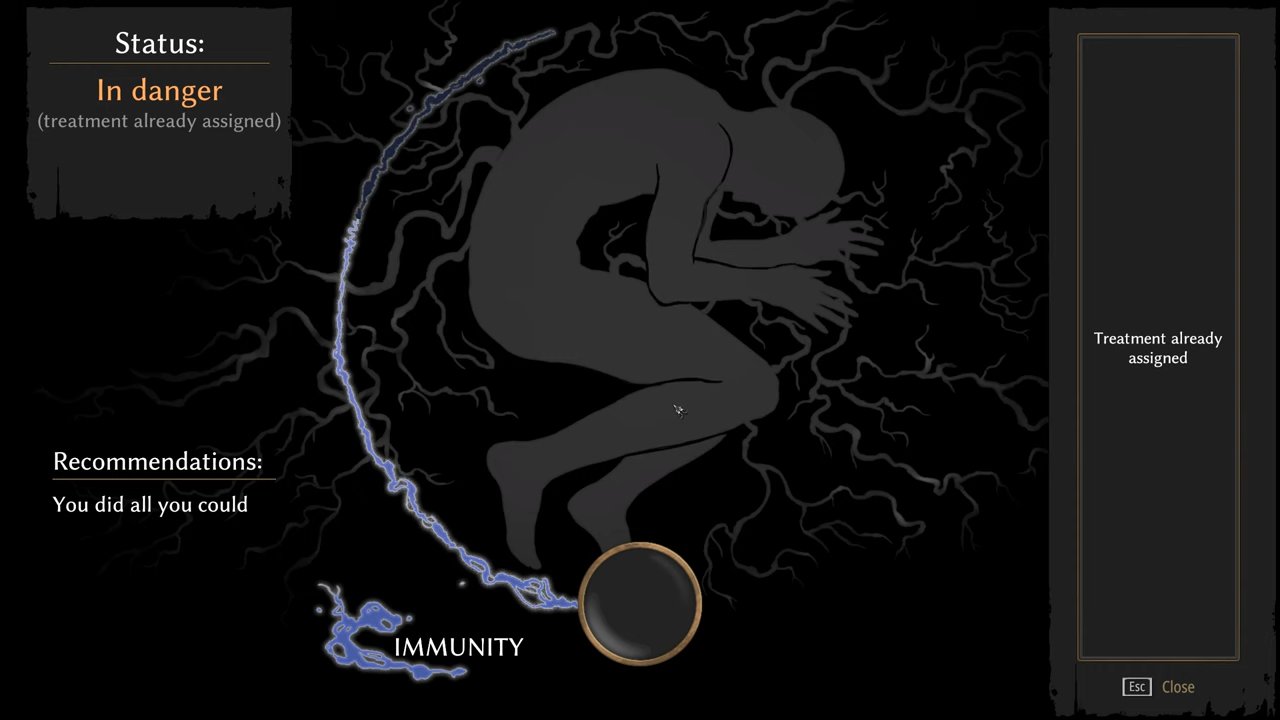 Status:
In danger
(treatment already assigned)
Treatment already
assigned
Recommendations:
You did all you could
IMMUNITY
Esc Close